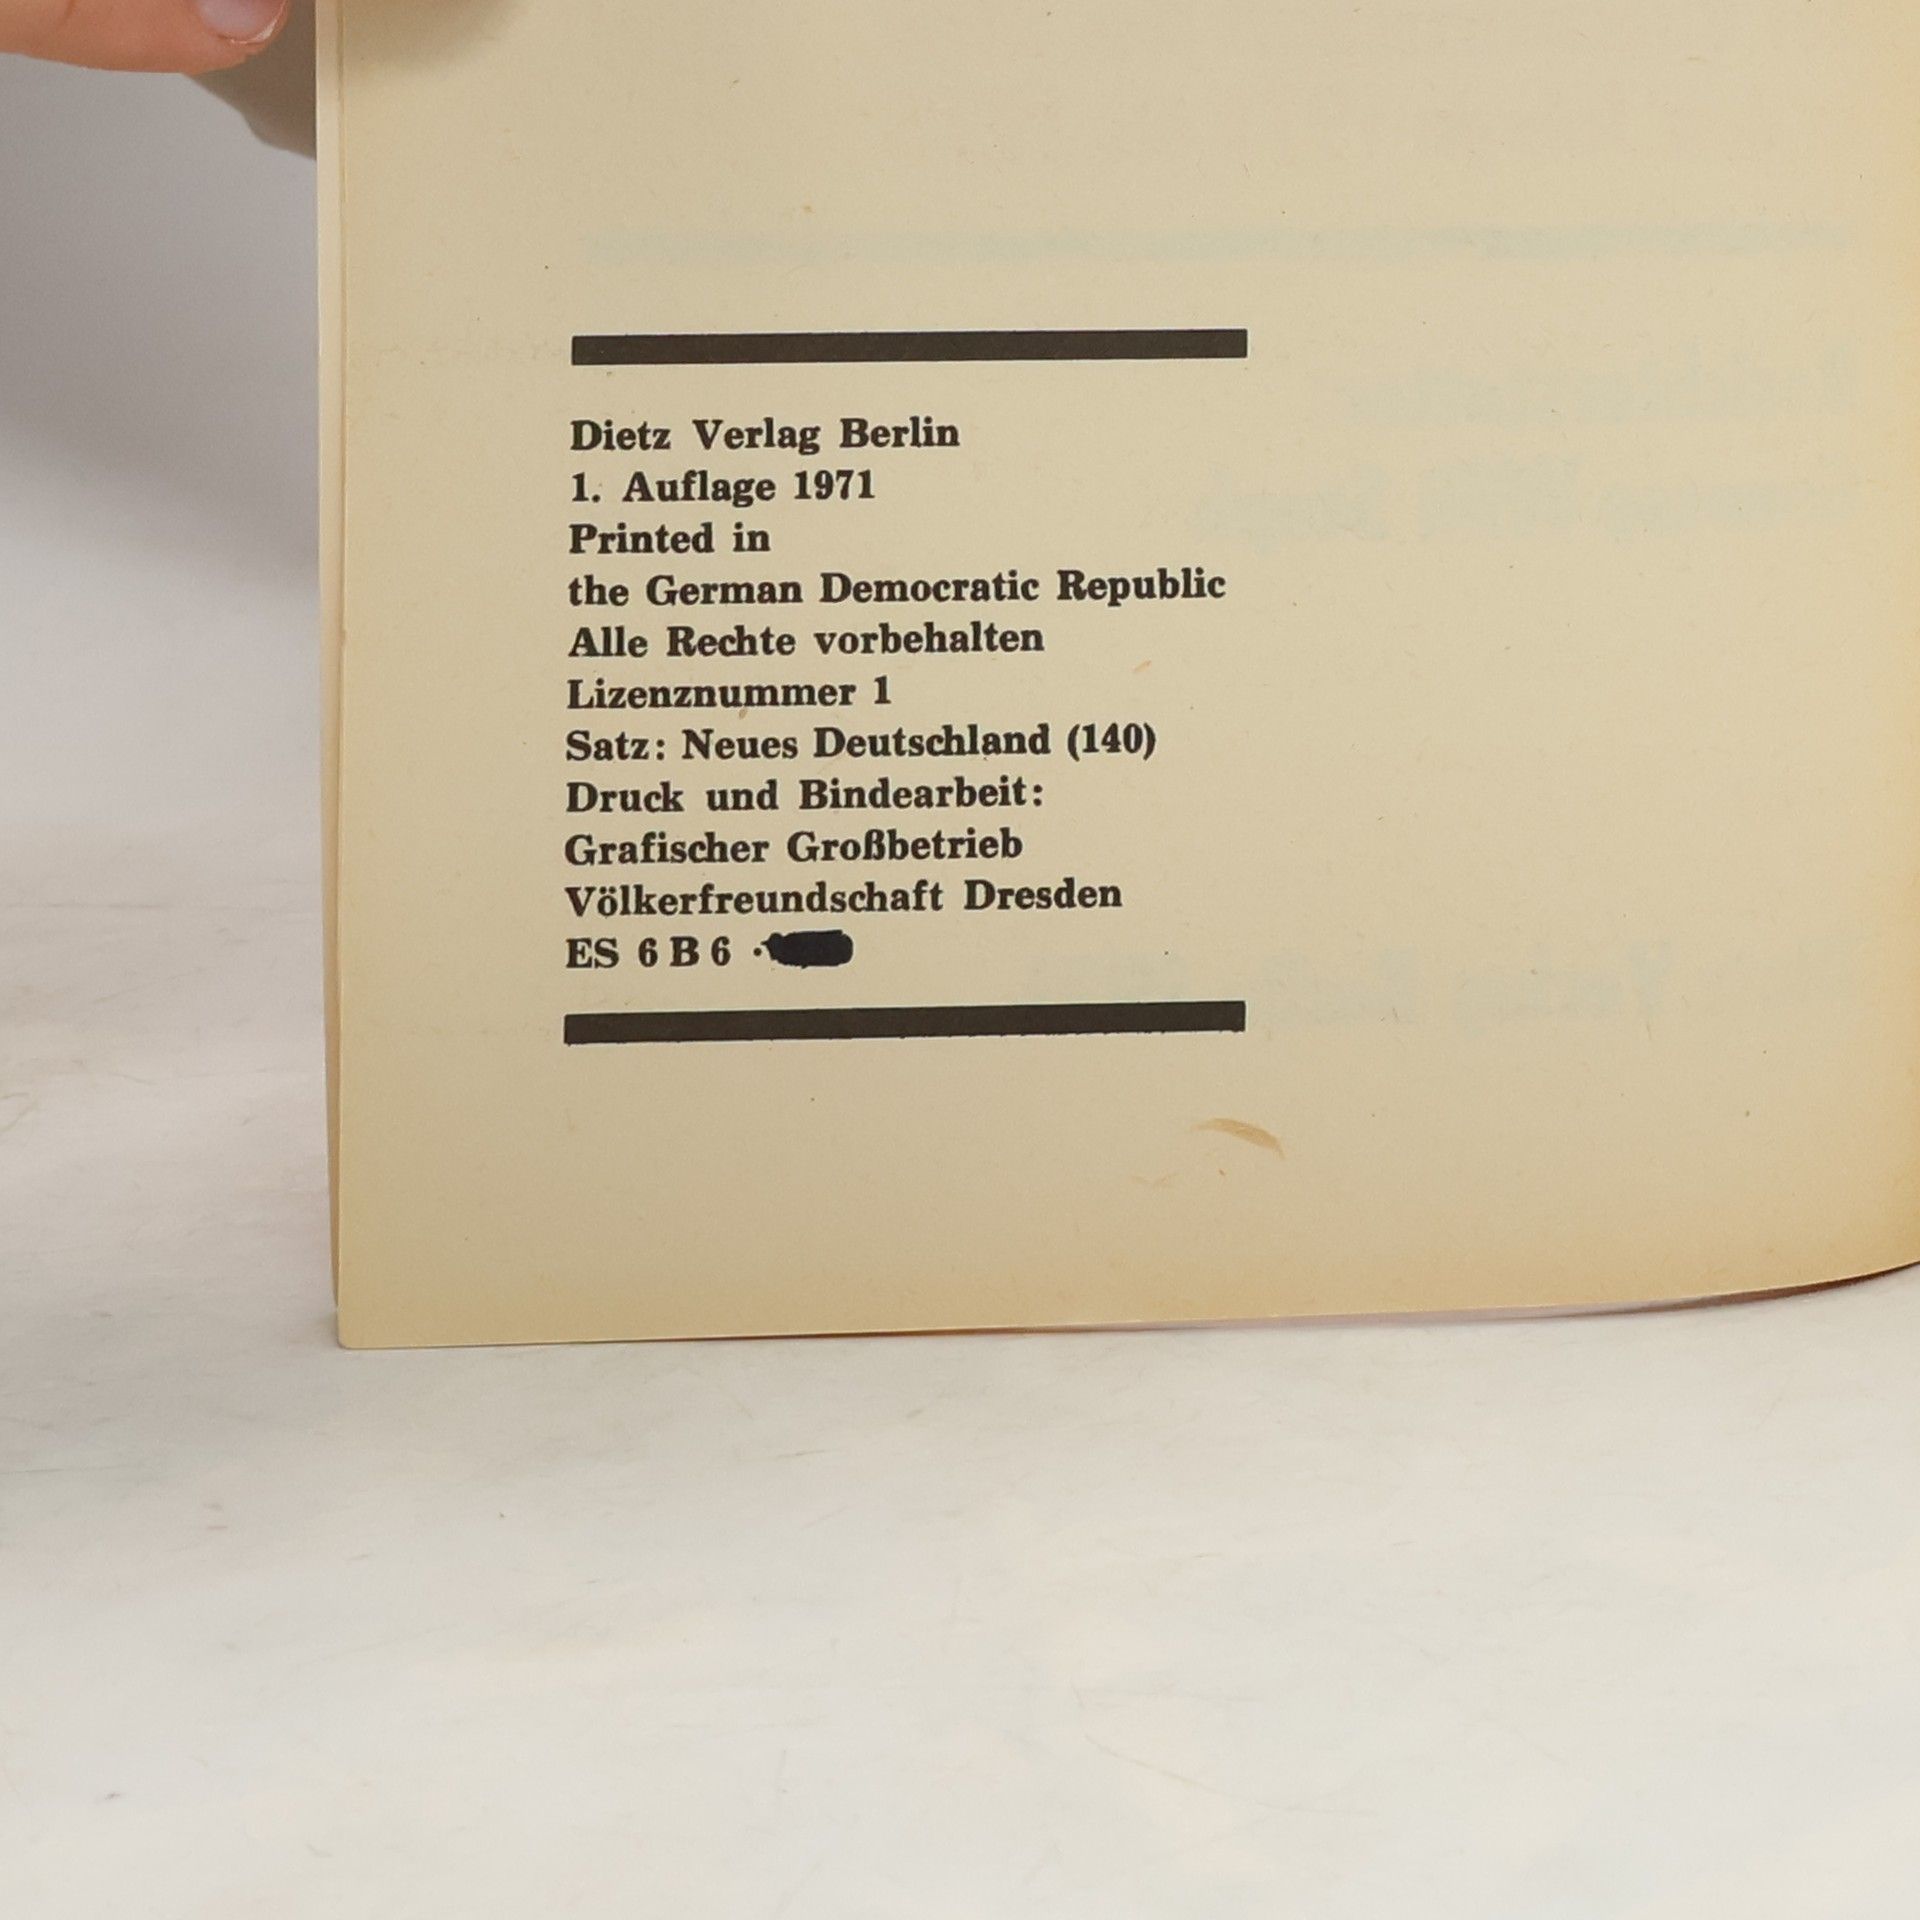 Dietz Verlag Berlin
1. Auflage 1971
Printed in
the German Democratic Republic
Alle Rechte vorbehalten
Lizenznummer 1
Satz: Neues Deutschland (140)
Druck und Bindearbeit:
Grafischer Großbetrieb
Völkerfreundschaft Dresden
ES 6 B 6 ·